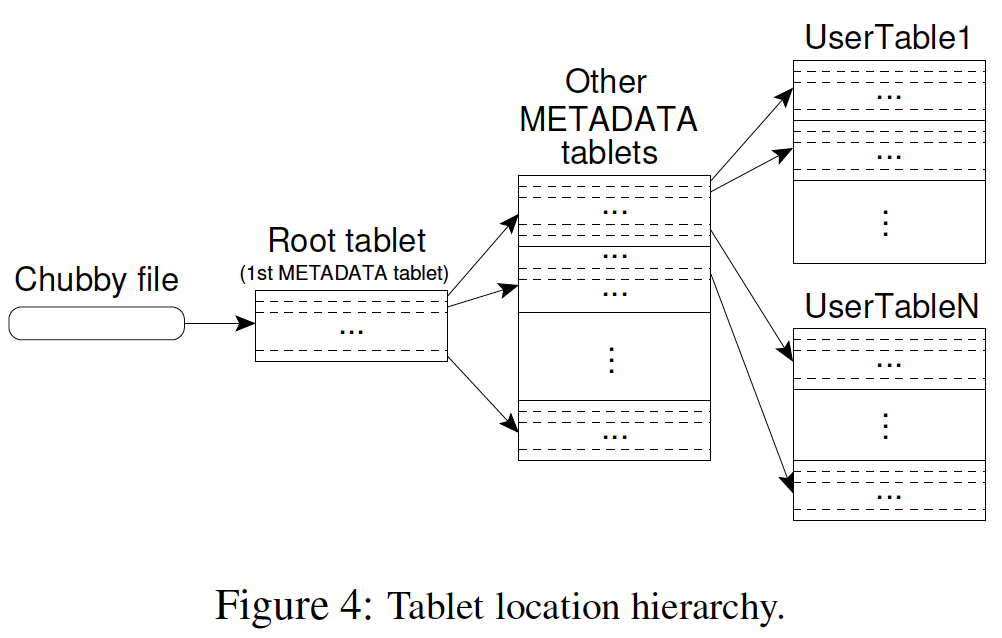 Chubby file
Root tablet
(1st METADATA tablet)
...
Other
METADATA
tablets
...
...
...
...
...
UserTable1
...
...
...
UserTableN
...
...
...
Figure 4: Tablet location hierarchy.